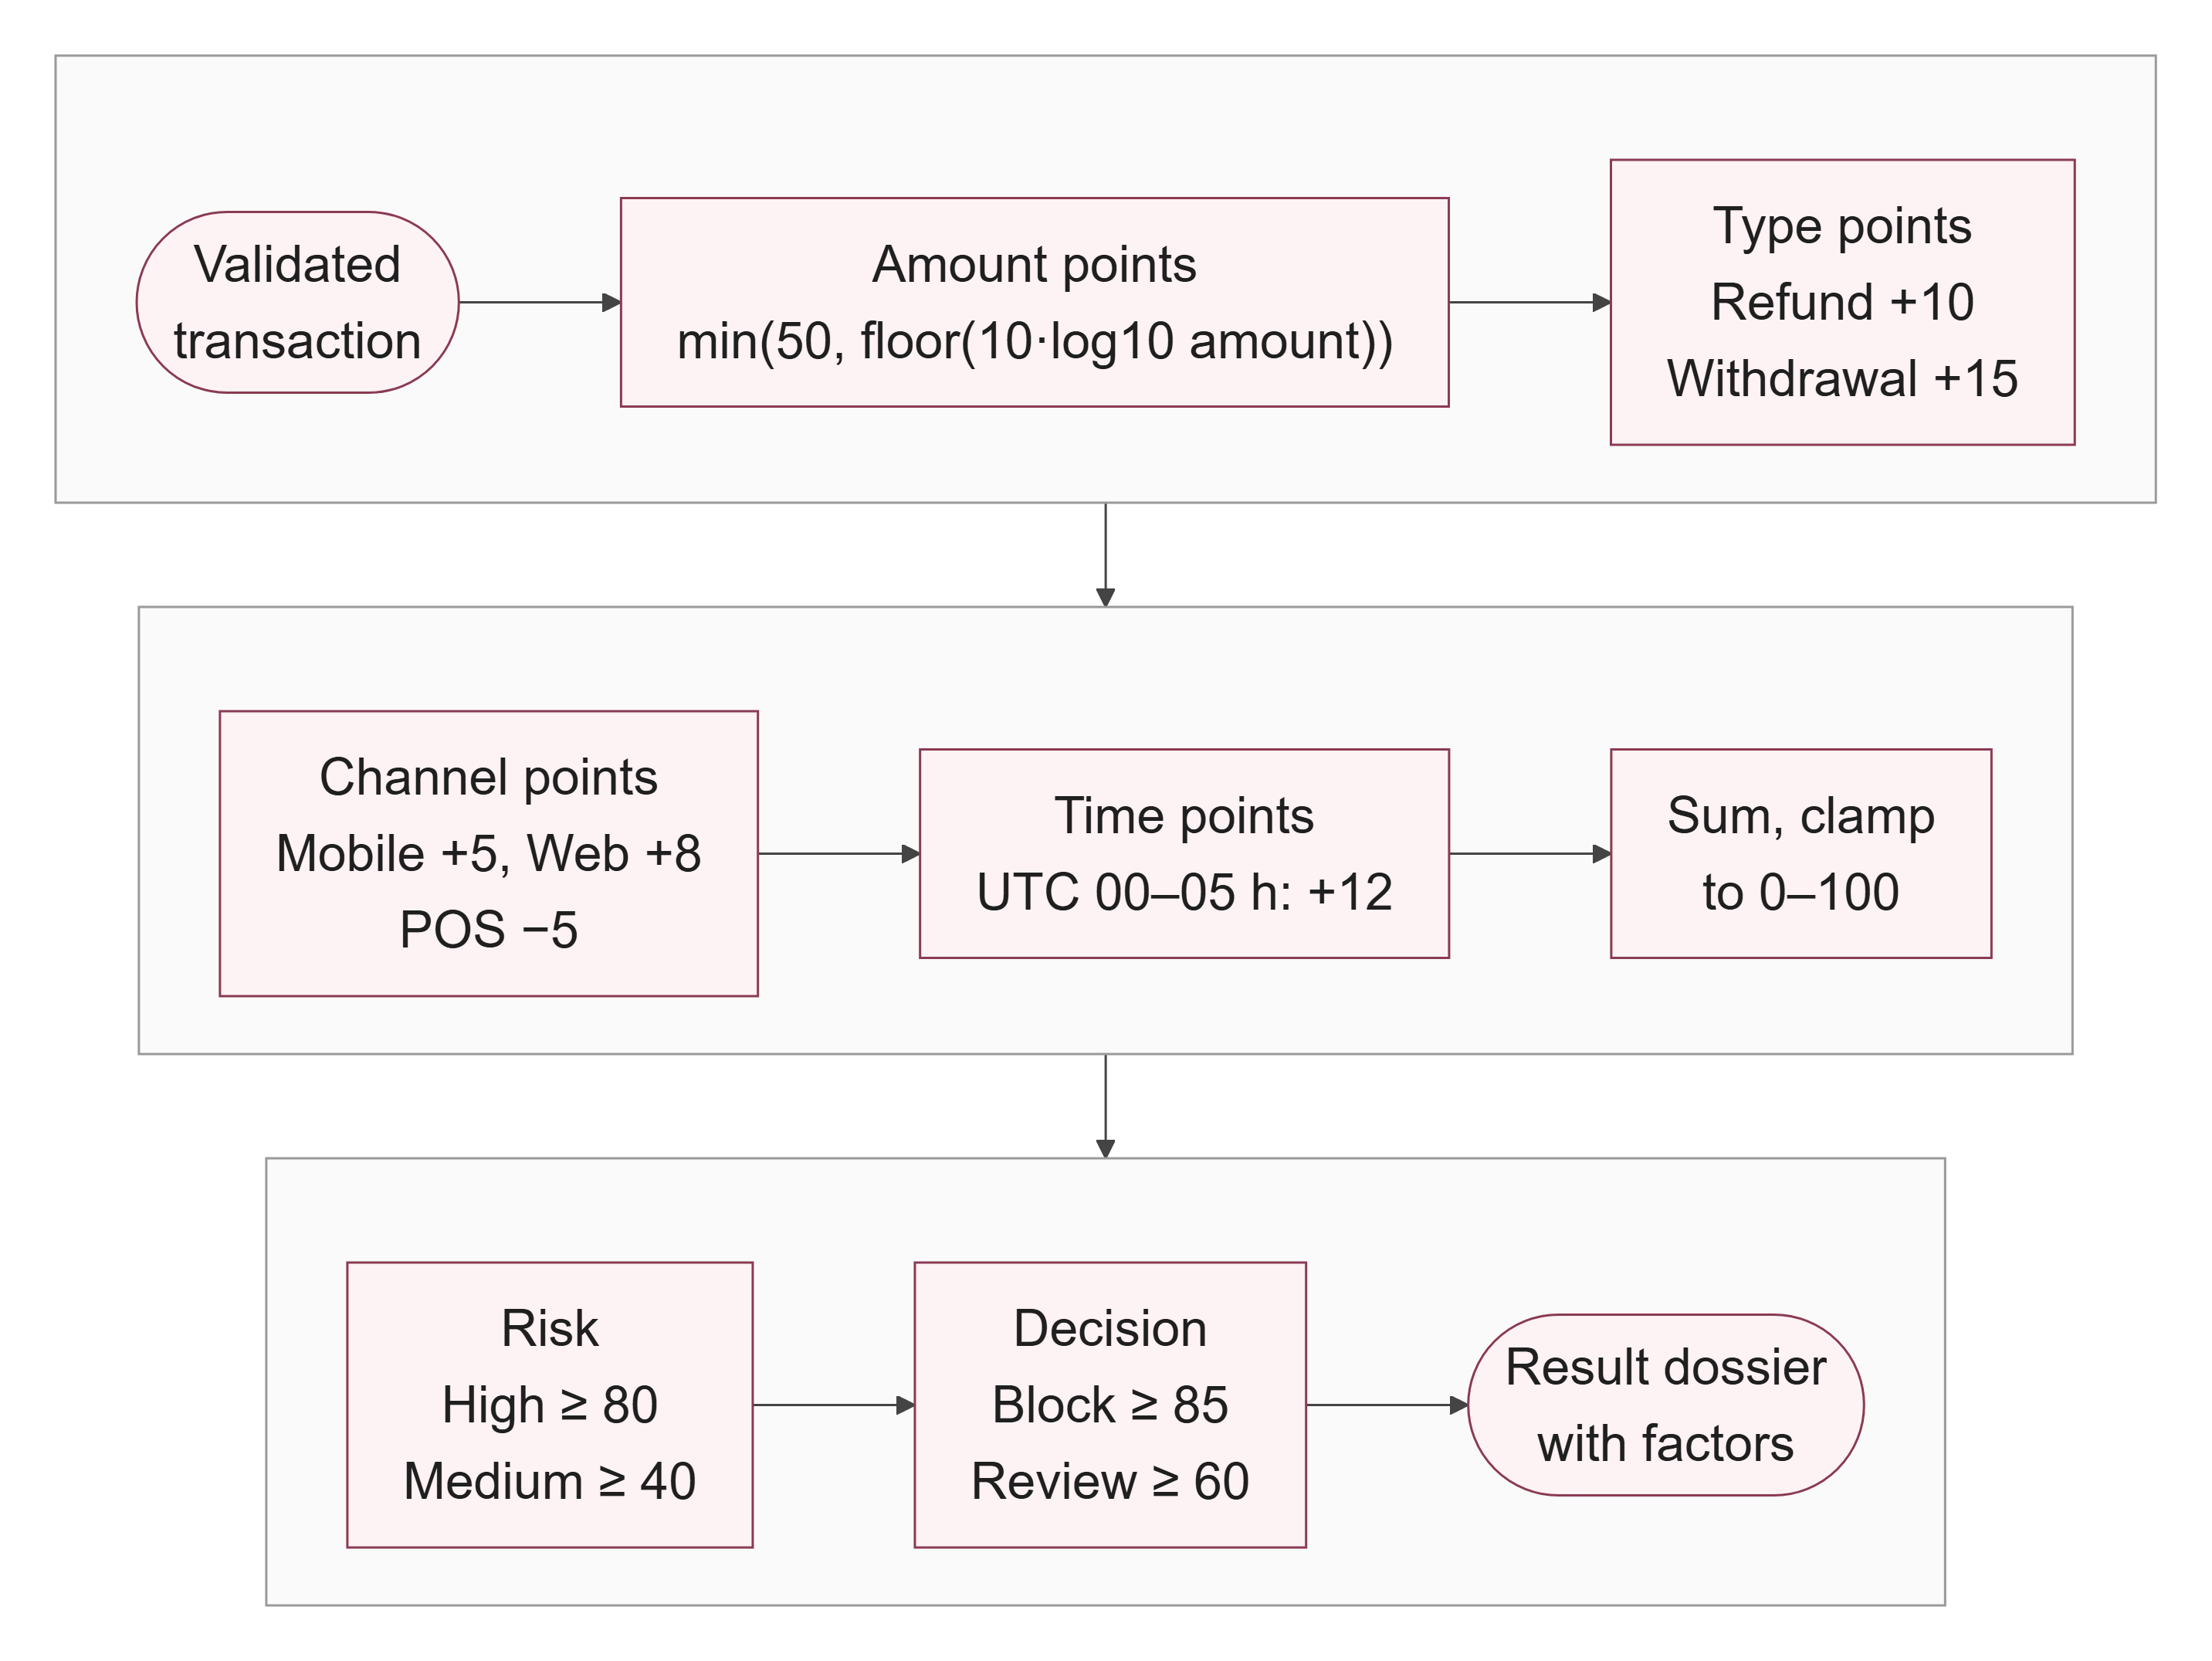 Validated
transaction
Amount points
min(50, floor(10·log10 amount))
Type points
Refund +10
Withdrawal +15
Channel points
Mobile +5, Web +8
POS −5
Time points
UTC 00–05 h: +12
Sum, clamp
to 0–100
Risk
High ≥ 80
Medium ≥ 40
Decision
Block ≥ 85
Review ≥ 60
Result dossier
with factors